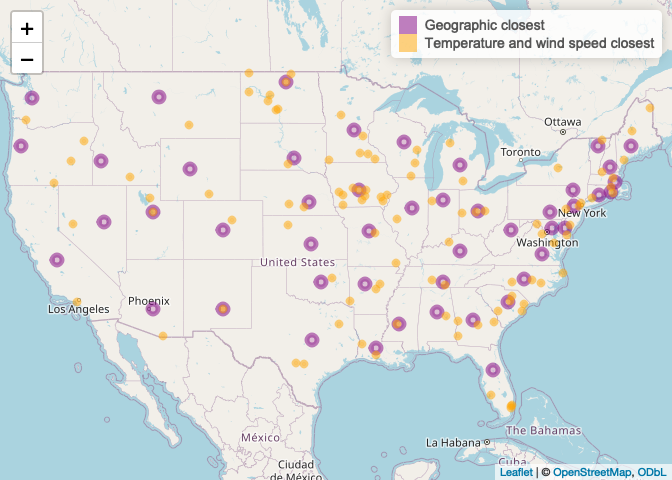 +
−
Geographic closest
Temperature and wind speed closest
Ottawa
Toronto
New York
Washington
United States
Los Angeles
Phoenix
México
La Habana
The Bahamas
Cuba
Ciudad
de México
Leaflet | © OpenStreetMap, ODbL